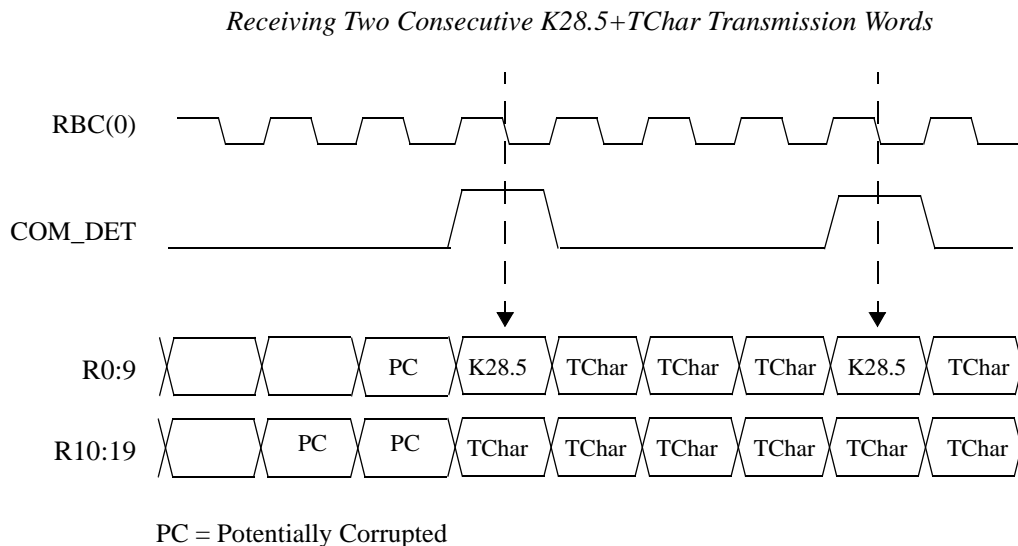 Receiving Two Consecutive K28.5+TChar Transmission Words
RBC(0)
COM_DET
R0:9 PC K28.5 TChar TChar TChar K28.5 TChar
R10:19 PC PC TChar TChar TChar TChar TChar TChar
PC = Potentially Corrupted